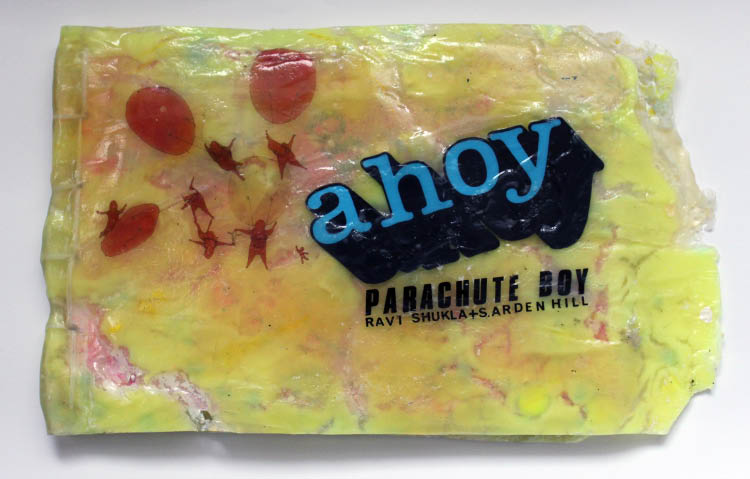 ahoy
PARACHUTE BOY
RAVI SHUKLA+S.ARDEN HILL